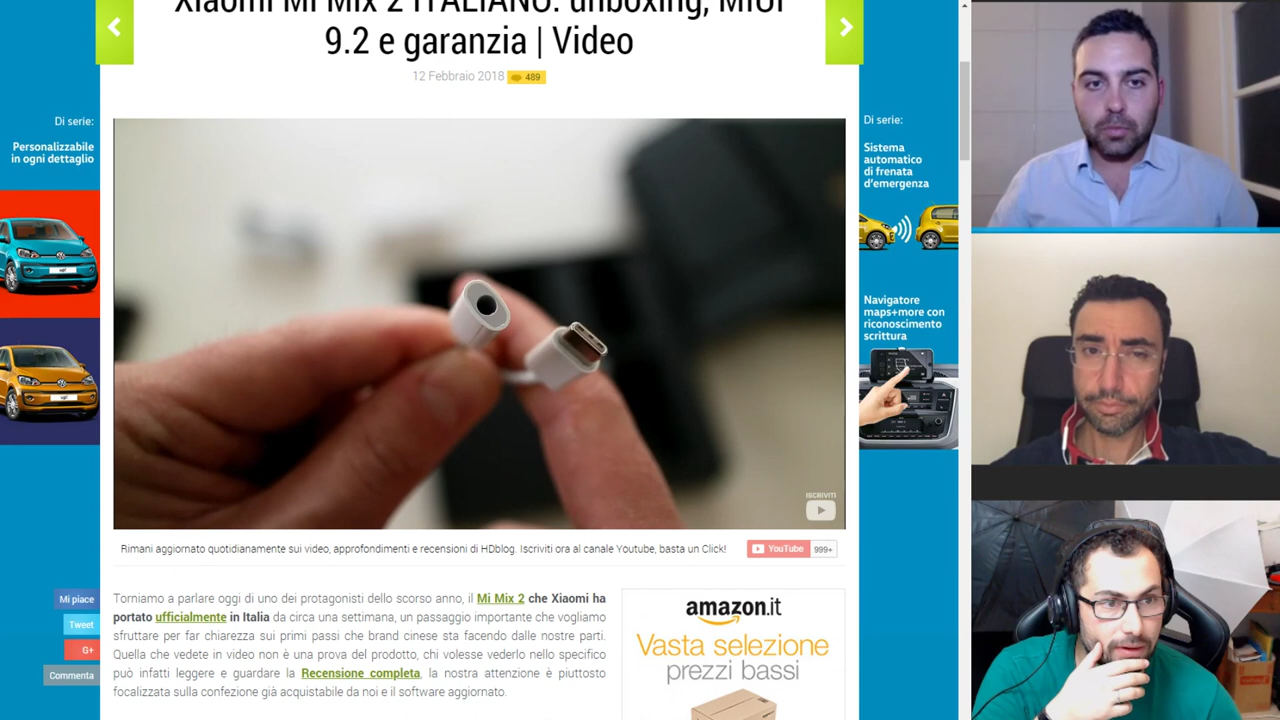 Xiaomi Mi Mix 2 ITALIANO: unboxing, MIUI
9.2 e garanzia | Video
12 Febbraio 2018 489
Di serie:
Personalizzabile
in ogni dettaglio
Di serie:
Sistema
automatico
di frenata
d'emergenza
Navigatore
maps+more con
riconoscimento
scrittura
ISCRIVITI
Rimani aggiornato quotidianamente sui video, approfondimenti e recensioni di HDblog. Iscriviti ora al canale Youtube, basta un Click!
YouTube 999+
Mi piace
Tweet
G+
Commenta
Torniamo a parlare oggi di uno dei protagonisti dello scorso anno, il Mi Mix 2 che Xiaomi ha
portato ufficialmente in Italia da circa una settimana, un passaggio importante che vogliamo
sfruttare per far chiarezza sui primi passi che brand cinese sta facendo dalle nostre parti.
Quella che vedete in video non è una prova del prodotto, chi volesse vederlo nello specifico
può infatti leggere e guardare la Recensione completa, la nostra attenzione è piuttosto
focalizzata sulla confezione già acquistabile da noi e il software aggiornato.
amazon.it
Vasta selezione
prezzi bassi